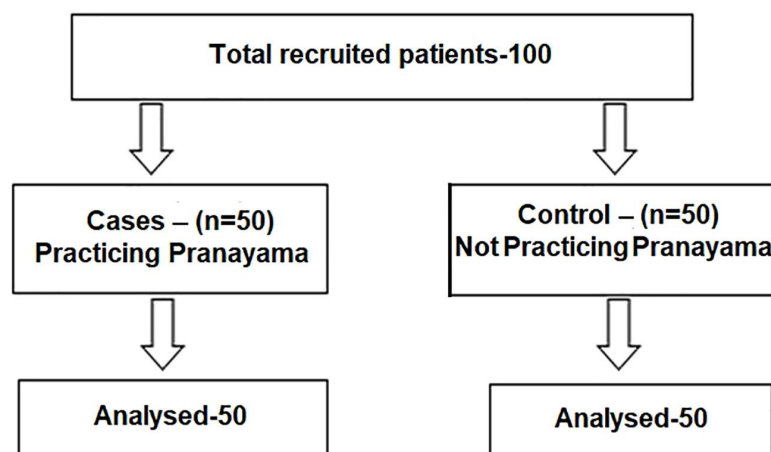 Total recruited patients-100
Cases – (n=50)
Practicing Pranayama
Control – (n=50)
Not Practicing Pranayama
Analysed-50
Analysed-50